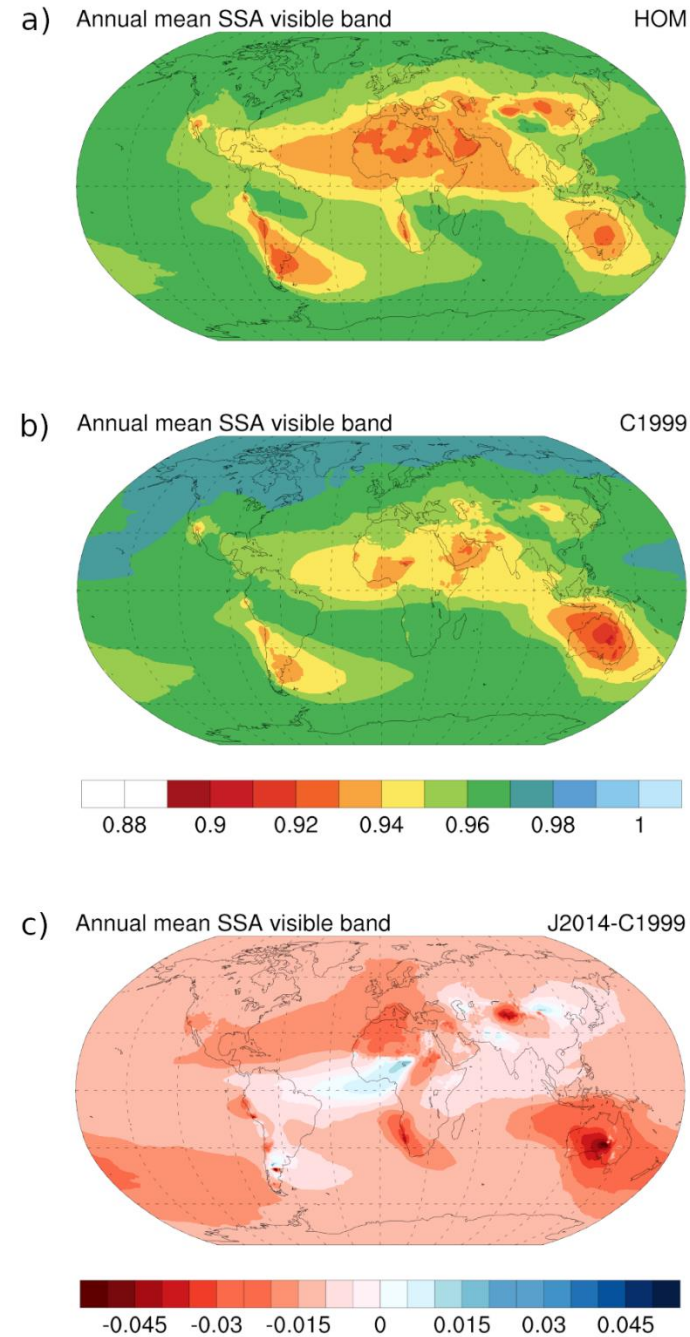 a) Annual mean SSA visible band HOM
b) Annual mean SSA visible band C1999
0.88 0.9 0.92 0.94 0.96 0.98 1
c) Annual mean SSA visible band J2014-C1999
-0.045 -0.03 -0.015 0 0.015 0.03 0.045